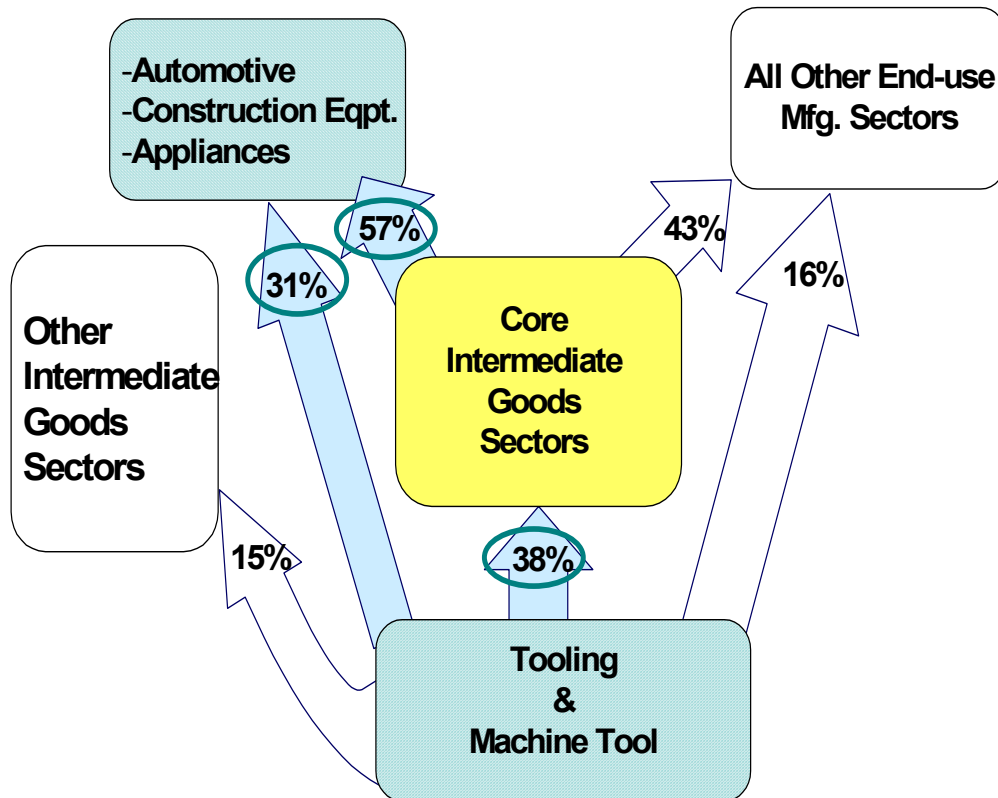 -Automotive
-Construction Eqpt.
-Appliances
All Other End-use
Mfg. Sectors
57%
43%
31%
16%
Other
Intermediate
Goods
Sectors
Core
Intermediate
Goods
Sectors
15%
38%
Tooling
&
Machine Tool